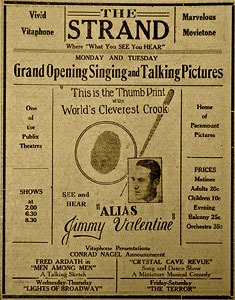 THE
STRAND
Vivid
Vitaphone
Marvelous
Movietone
Where "What You SEE You HEAR"
MONDAY AND TUESDAY
Grand Opening Singing and Talking Pictures
"This is the Thumb Print
of the
World's Cleverest Crook"
One
of the
Publix
Theatres
Home
of
Paramount
Pictures
SHOWS
at
2.00
6.30
8.30
SEE and
HEAR
PRICES
Matinee
Adults 20c
Children 10c
Evening
Balcony 25c
Orchestra 35c
"ALIAS
Jimmy Valentine"
Vitaphone Presentations
CONRAD NAGEL Announcement
FRED ARDATH in
"MEN AMONG MEN"
A Talking Sketch
"CRYSTAL CAVE REVUE"
Song and Dance Show
A Miniature Musical Comedy
Wednesday-Thursday
"LIGHTS OF BROADWAY"
Friday-Saturday
"THE TERROR"